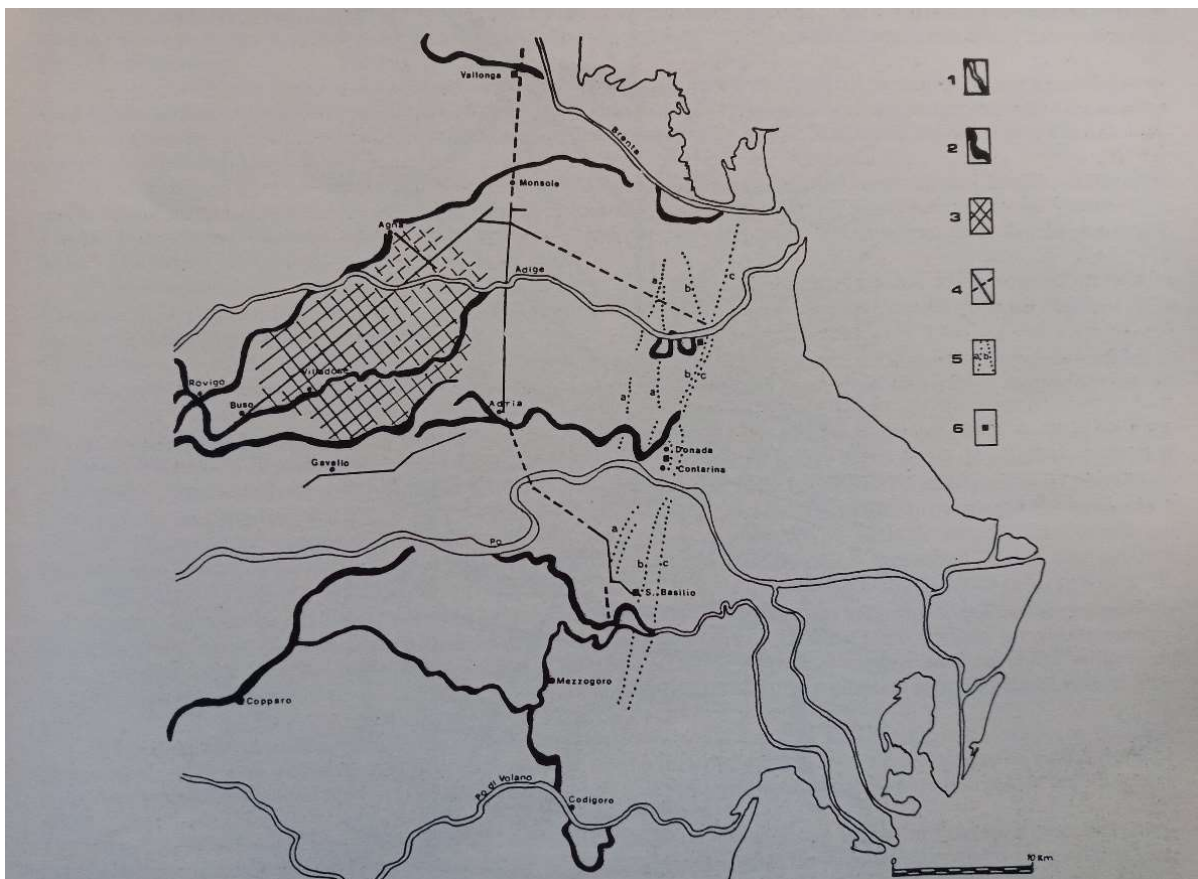 Vallonga
1
Brenta
2
Monsole
3
Agna
Adige
a
b
c
4
5
a b
Rovigo
Villadose
b
c
a
a
Buso
Adria
6
Donada
Gavello
Contarina
a
Po
b
c
S. Basilio
Mezzogoro
Copparo
Po di Volano
Codigoro
0
10 Km